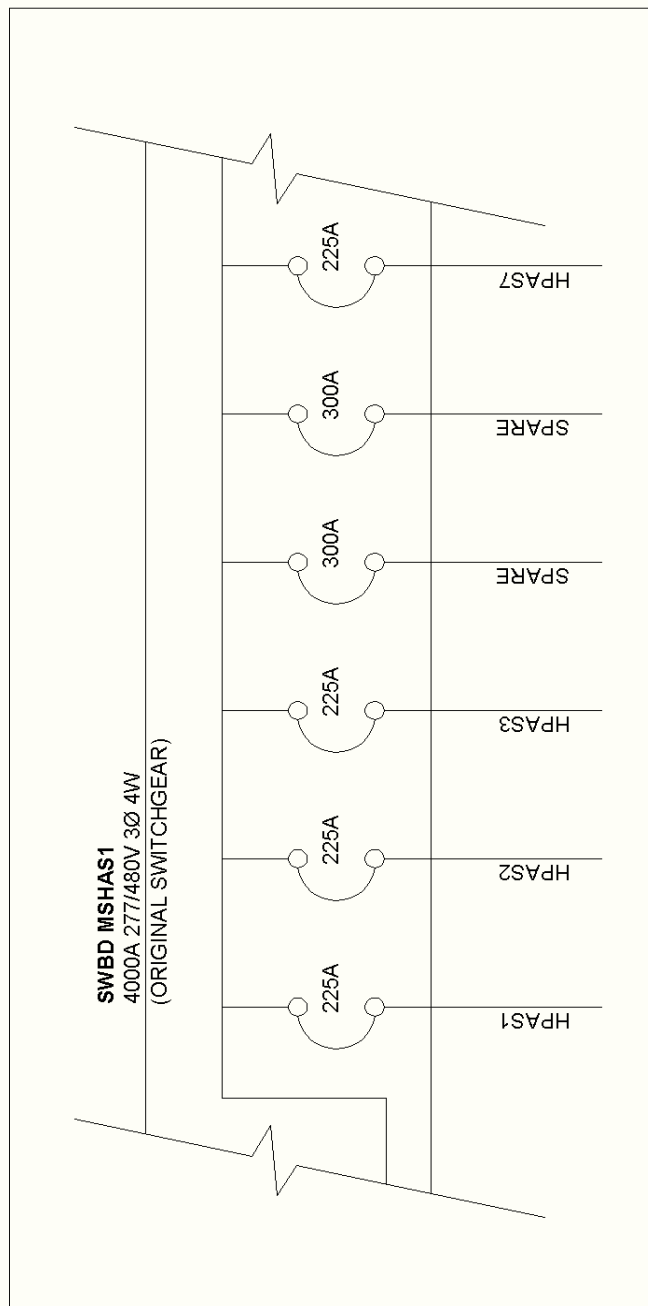 SWBD MSHAS1
4000A 277/480V 3Ø 4W
(ORIGINAL SWITCHGEAR)
225A
225A
225A
300A
300A
225A
HPAS1
HPAS2
HPAS3
SPARE
SPARE
HPAS7